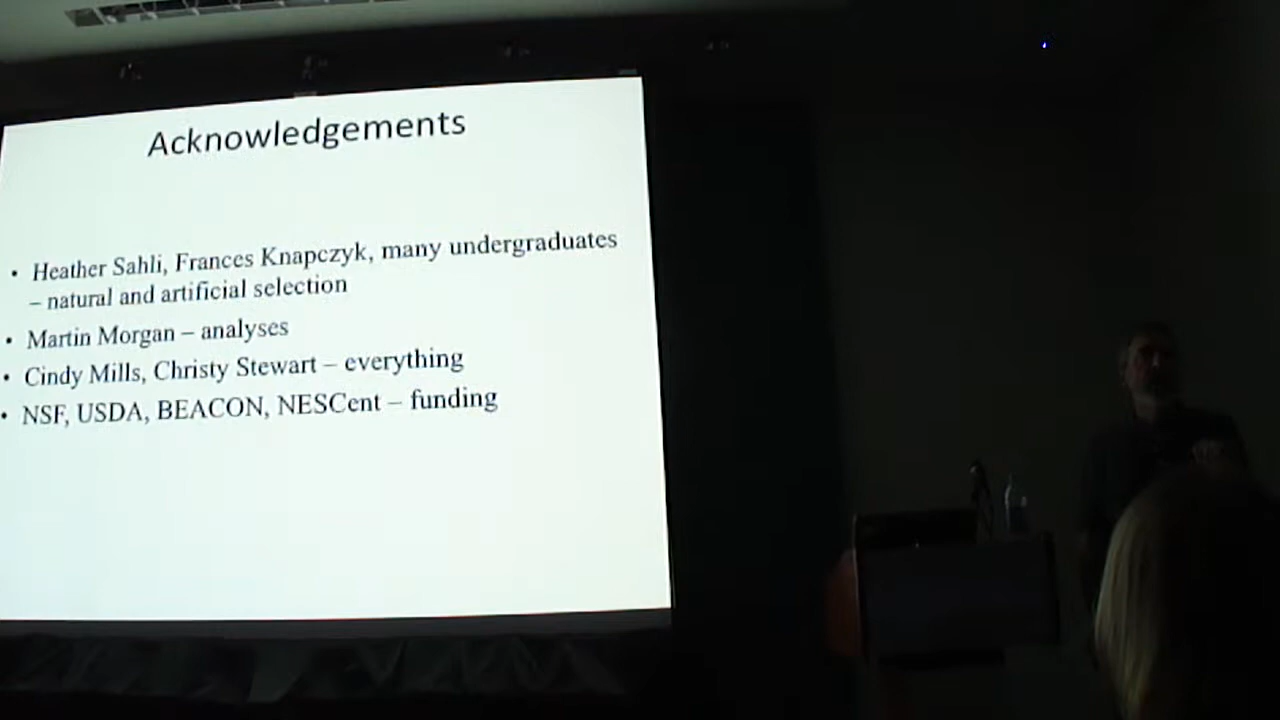 Acknowledgements
• Heather Sahli, Frances Knapczyk, many undergraduates
– natural and artificial selection
• Martin Morgan – analyses
• Cindy Mills, Christy Stewart – everything
• NSF, USDA, BEACON, NESCent – funding